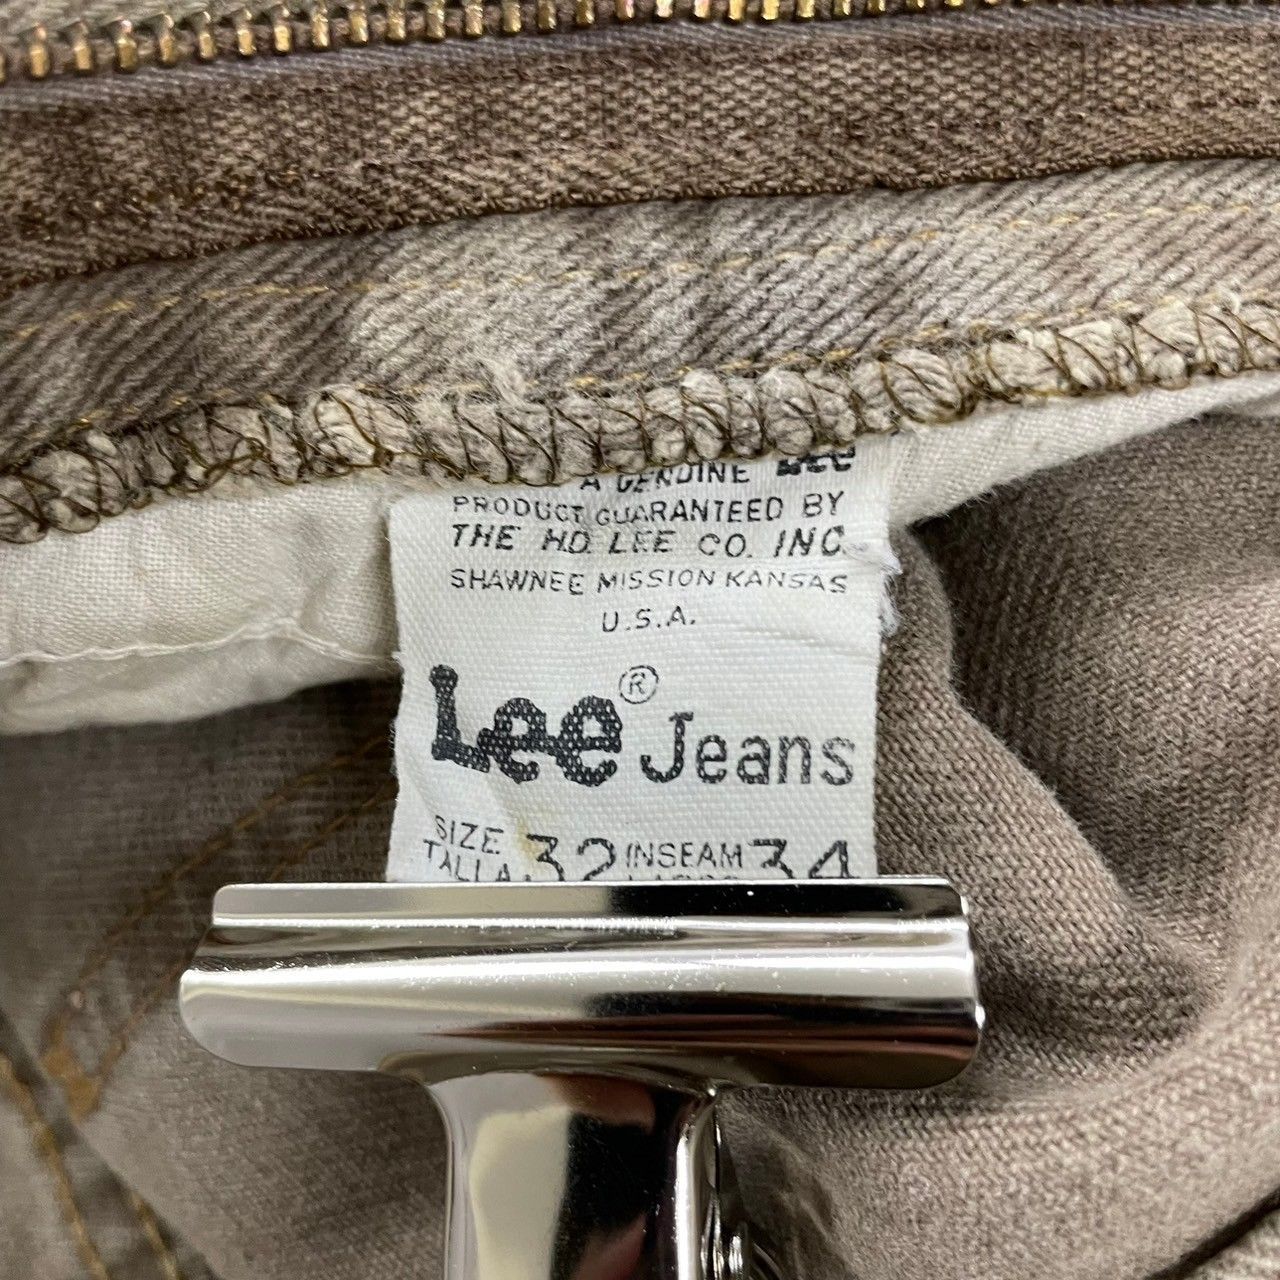 A GENUINE Lee
PRODUCT GUARANTEED BY
THE H.D. LEE CO. INC.
SHAWNEE MISSION KANSAS
U.S.A.
Lee® Jeans
SIZE 32 INSEAM 34
TALLA